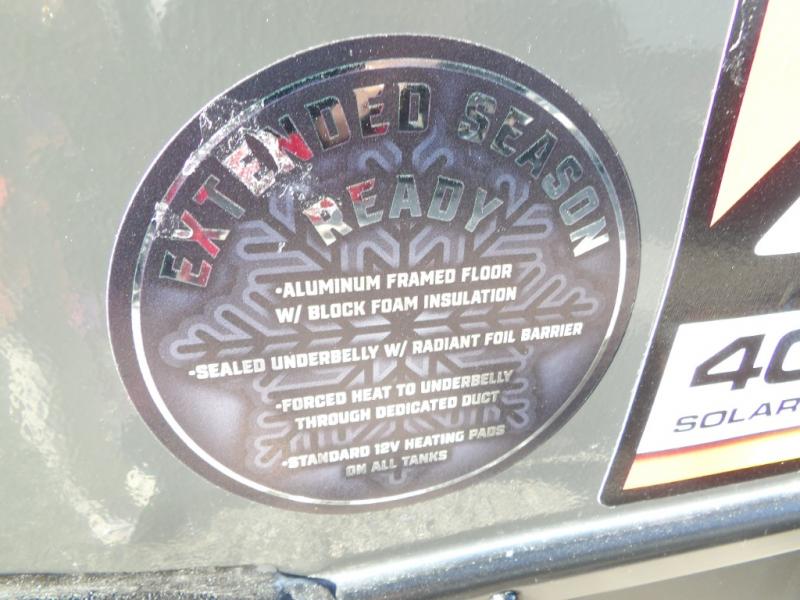 EXTENDED SEASON
READY
•ALUMINUM FRAMED FLOOR
W/ BLOCK FOAM INSULATION
•SEALED UNDERBELLY W/ RADIANT FOIL BARRIER
•FORCED HEAT TO UNDERBELLY
THROUGH DEDICATED DUCT
•STANDARD 12V HEATING PADS
ON ALL TANKS
40
SOLAR